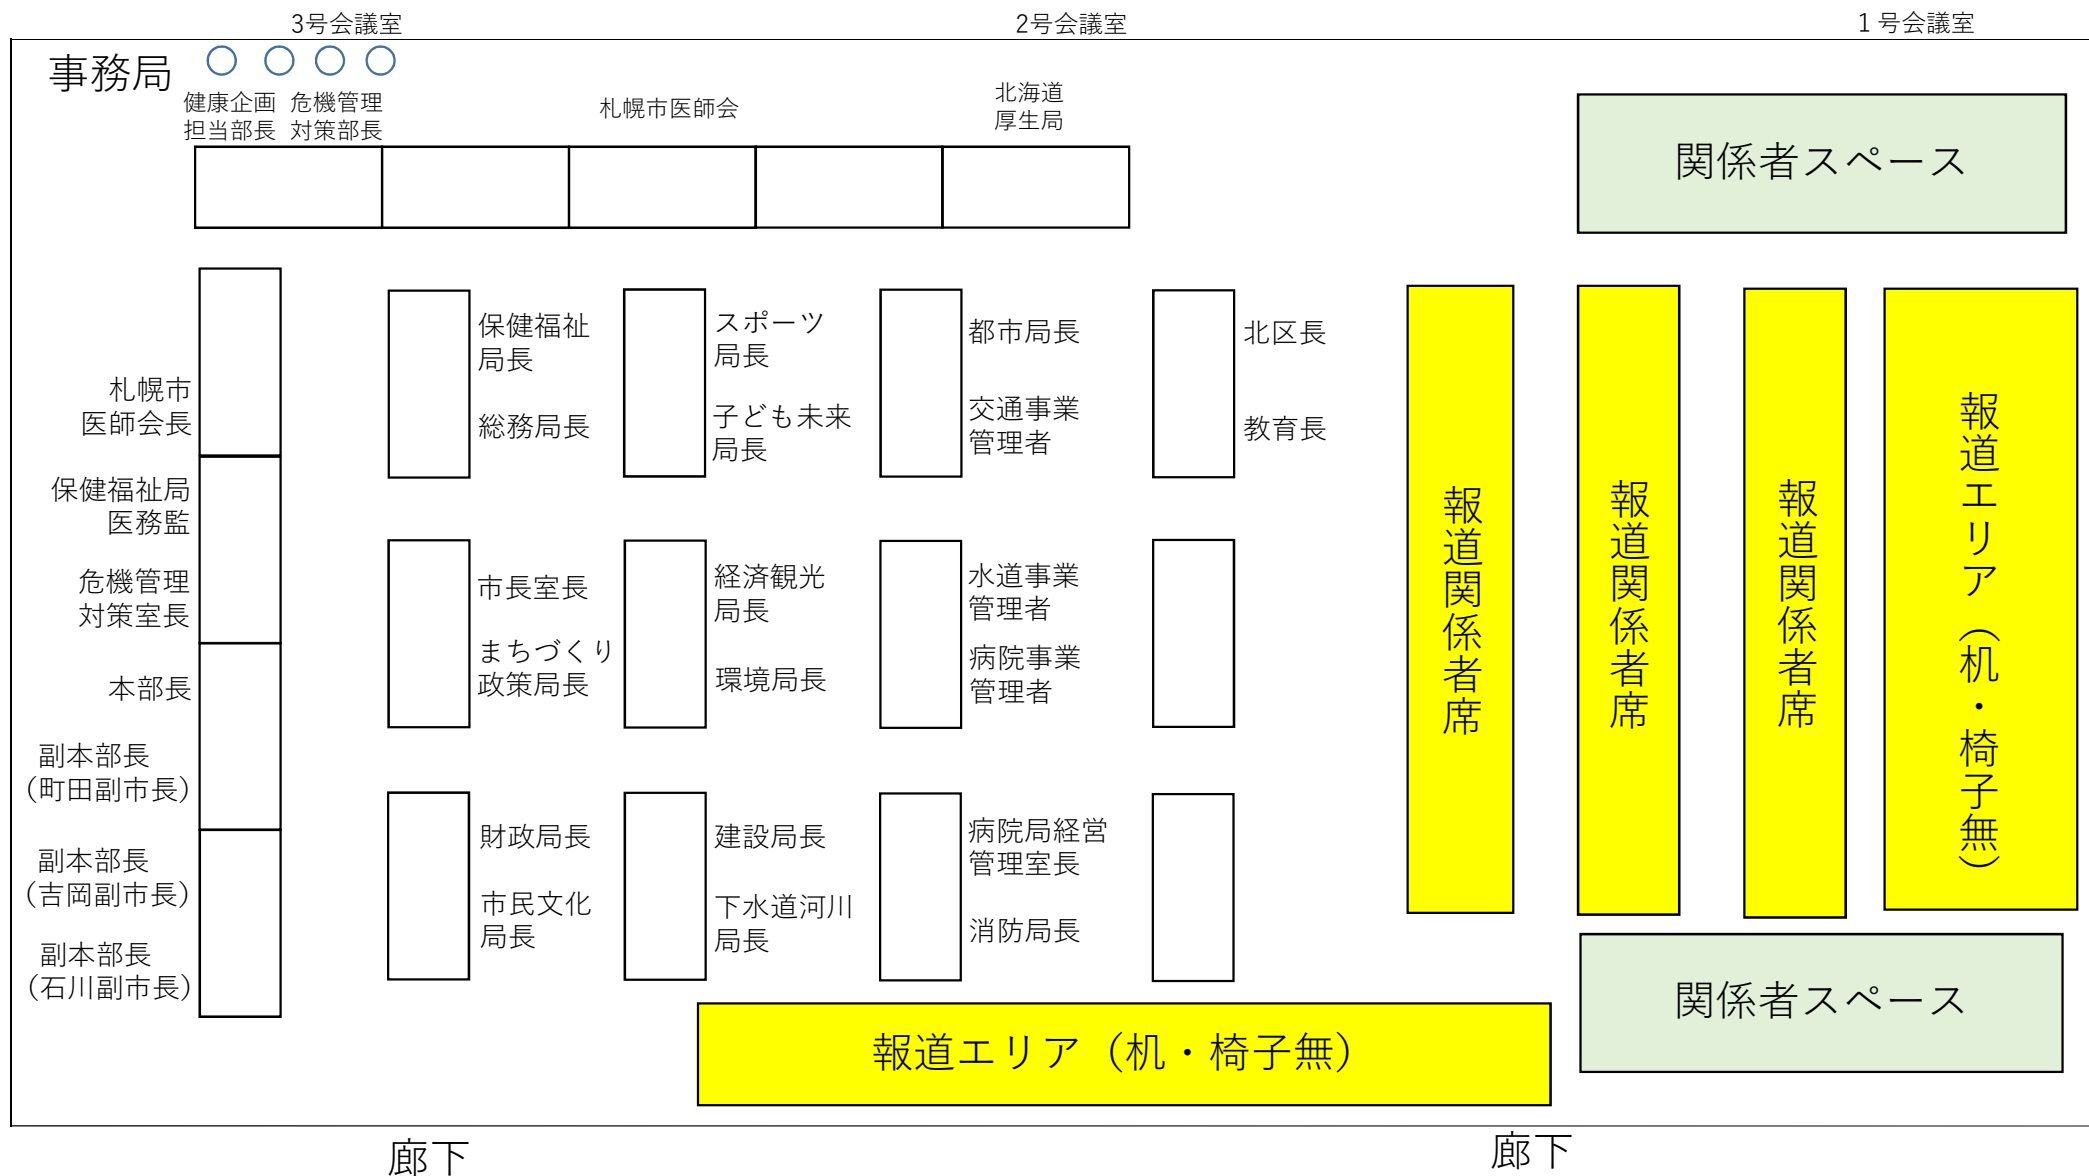 3号会議室
2号会議室
１号会議室
事務局
健康企画
担当部長
危機管理
対策部長
札幌市医師会
北海道
厚生局
関係者スペース
札幌市
医師会長
保健福祉局
医務監
危機管理
対策室長
本部長
副本部長
（町田副市長）
副本部長
（吉岡副市長）
副本部長
（石川副市長）
保健福祉
局長
総務局長
市長室長
まちづくり
政策局長
財政局長
市民文化
局長
スポーツ
局長
子ども未来
局長
経済観光
局長
環境局長
建設局長
下水道河川
局長
都市局長
交通事業
管理者
水道事業
管理者
病院事業
管理者
病院局経営
管理室長
消防局長
北区長
教育長
報道関係者席
報道関係者席
報道関係者席
報道エリア（机・椅子無）
関係者スペース
報道エリア（机・椅子無）
廊下
廊下